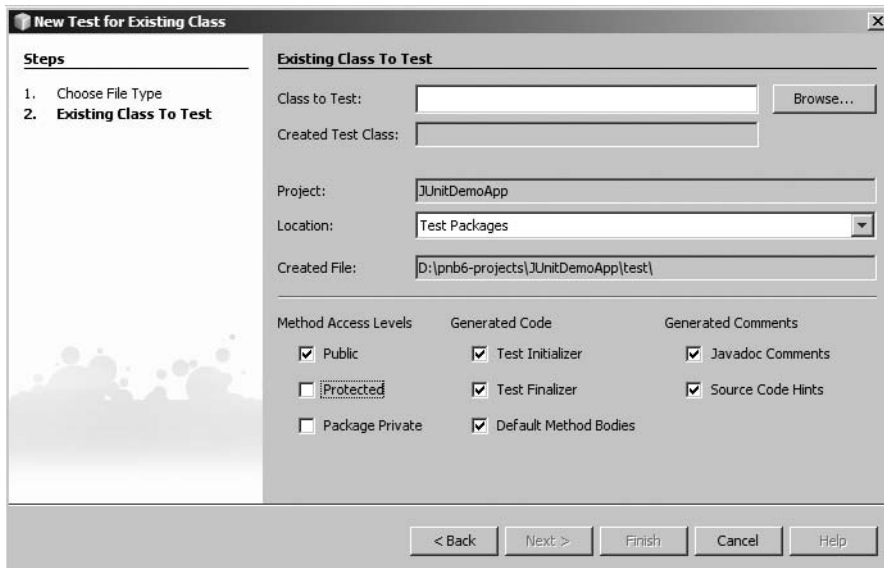 New Test for Existing Class
Steps
1. Choose File Type
2. Existing Class To Test
Existing Class To Test
Class to Test:
Browse...
Created Test Class:
Project: JUnitDemoApp
Location: Test Packages
Created File: D:\pnb6-projects\JUnitDemoApp\test\
Method Access Levels Generated Code Generated Comments
Public Test Initializer Javadoc Comments
Protected Test Finalizer Source Code Hints
Package Private Default Method Bodies
< Back Next > Finish Cancel Help